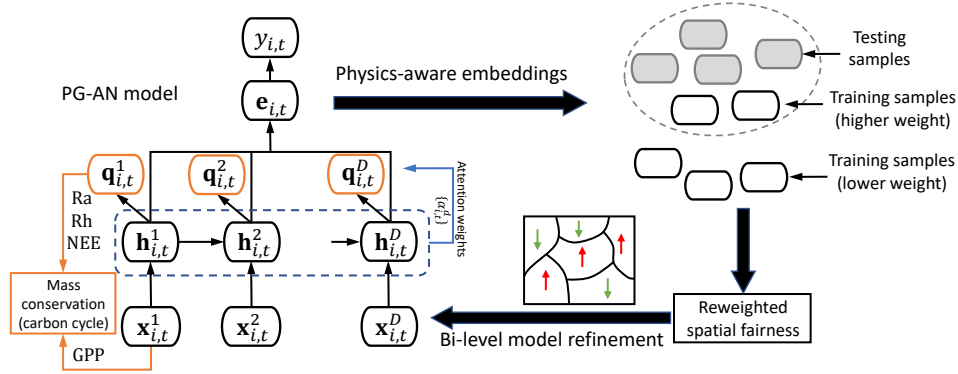 y_{i,t}
PG-AN model
e_{i,t}
Physics-aware embeddings
Testing
samples
Training samples
(higher weight)
Training samples
(lower weight)
q^1_{i,t}
q^2_{i,t}
q^D_{i,t}
Attention weights
{α^d_{i,t}}
Ra
Rh
NEE
h^1_{i,t}
h^2_{i,t}
h^D_{i,t}
Mass
conservation
(carbon cycle)
GPP
x^1_{i,t}
x^2_{i,t}
x^D_{i,t}
Bi-level model refinement
Reweighted
spatial fairness